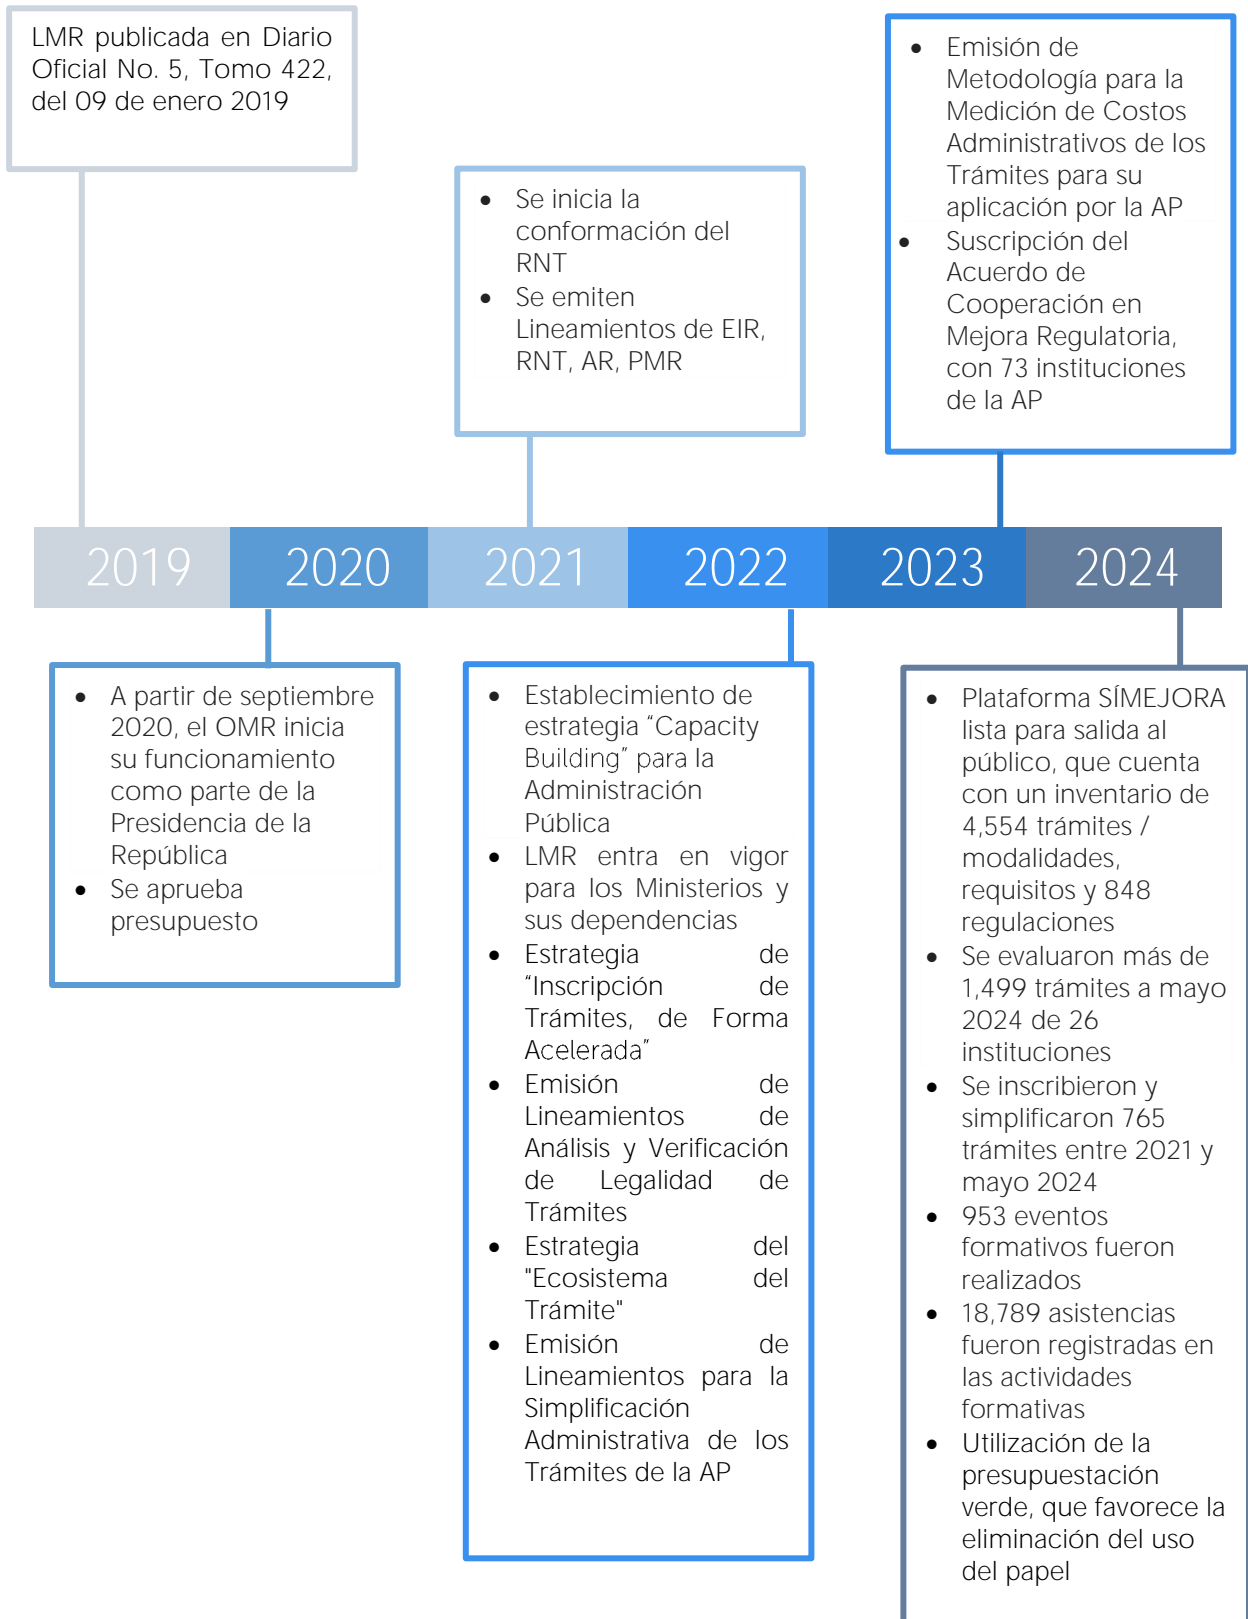 LMR publicada en Diario
Oficial No. 5, Tomo 422,
del 09 de enero 2019
• Se inicia la
conformación del
RNT
• Se emiten
Lineamientos de EIR,
RNT, AR, PMR
• Emisión de
Metodología para la
Medición de Costos
Administrativos de los
Trámites para su
aplicación por la AP
• Suscripción del
Acuerdo de
Cooperación en
Mejora Regulatoria,
con 73 instituciones
de la AP
2019 2020 2021 2022 2023 2024
• A partir de septiembre
2020, el OMR inicia
su funcionamiento
como parte de la
Presidencia de la
República
• Se aprueba
presupuesto
• Establecimiento de
estrategia “Capacity
Building” para la
Administración
Pública
• LMR entra en vigor
para los Ministerios y
sus dependencias
• Estrategia de
“Inscripción de
Trámites, de Forma
Acelerada”
• Emisión de
Lineamientos de
Análisis y Verificación
de Legalidad de
Trámites
• Estrategia del
"Ecosistema del
Trámite"
• Emisión de
Lineamientos para la
Simplificación
Administrativa de los
Trámites de la AP
• Plataforma SÍMEJORA
lista para salida al
público, que cuenta
con un inventario de
4,554 trámites /
modalidades,
requisitos y 848
regulaciones
• Se evaluaron más de
1,499 trámites a mayo
2024 de 26
instituciones
• Se inscribieron y
simplificaron 765
trámites entre 2021 y
mayo 2024
• 953 eventos
formativos fueron
realizados
• 18,789 asistencias
fueron registradas en
las actividades
formativas
• Utilización de la
presupuestación
verde, que favorece la
eliminación del uso
del papel